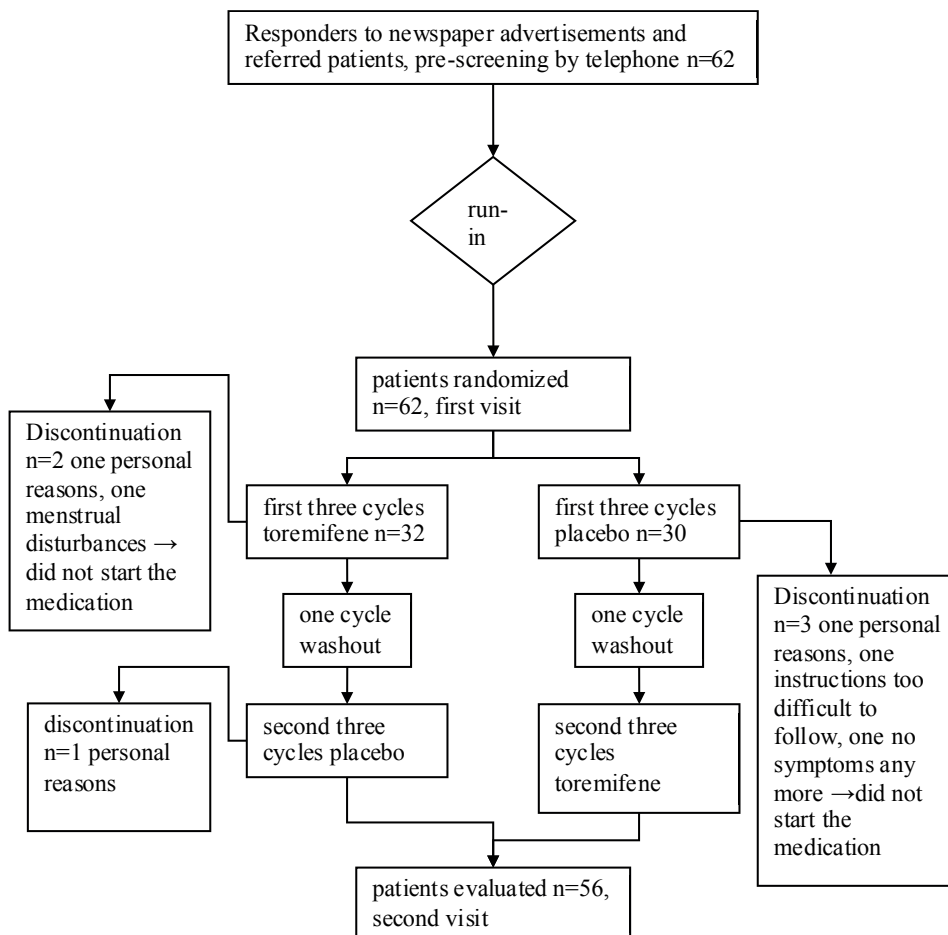 Responders to newspaper advertisements and
referred patients, pre-screening by telephone n=62
run-
in
patients randomized
n=62, first visit
Discontinuation
n=2 one personal
reasons, one
menstrual
disturbances →
did not start the
medication
first three cycles
toremifene n=32
first three cycles
placebo n=30
Discontinuation
n=3 one personal
reasons, one
instructions too
difficult to
follow, one no
symptoms any
more →did not
start the
medication
one cycle
washout
one cycle
washout
discontinuation
n=1 personal
reasons
second three
cycles placebo
second three
cycles
toremifene
patients evaluated n=56,
second visit